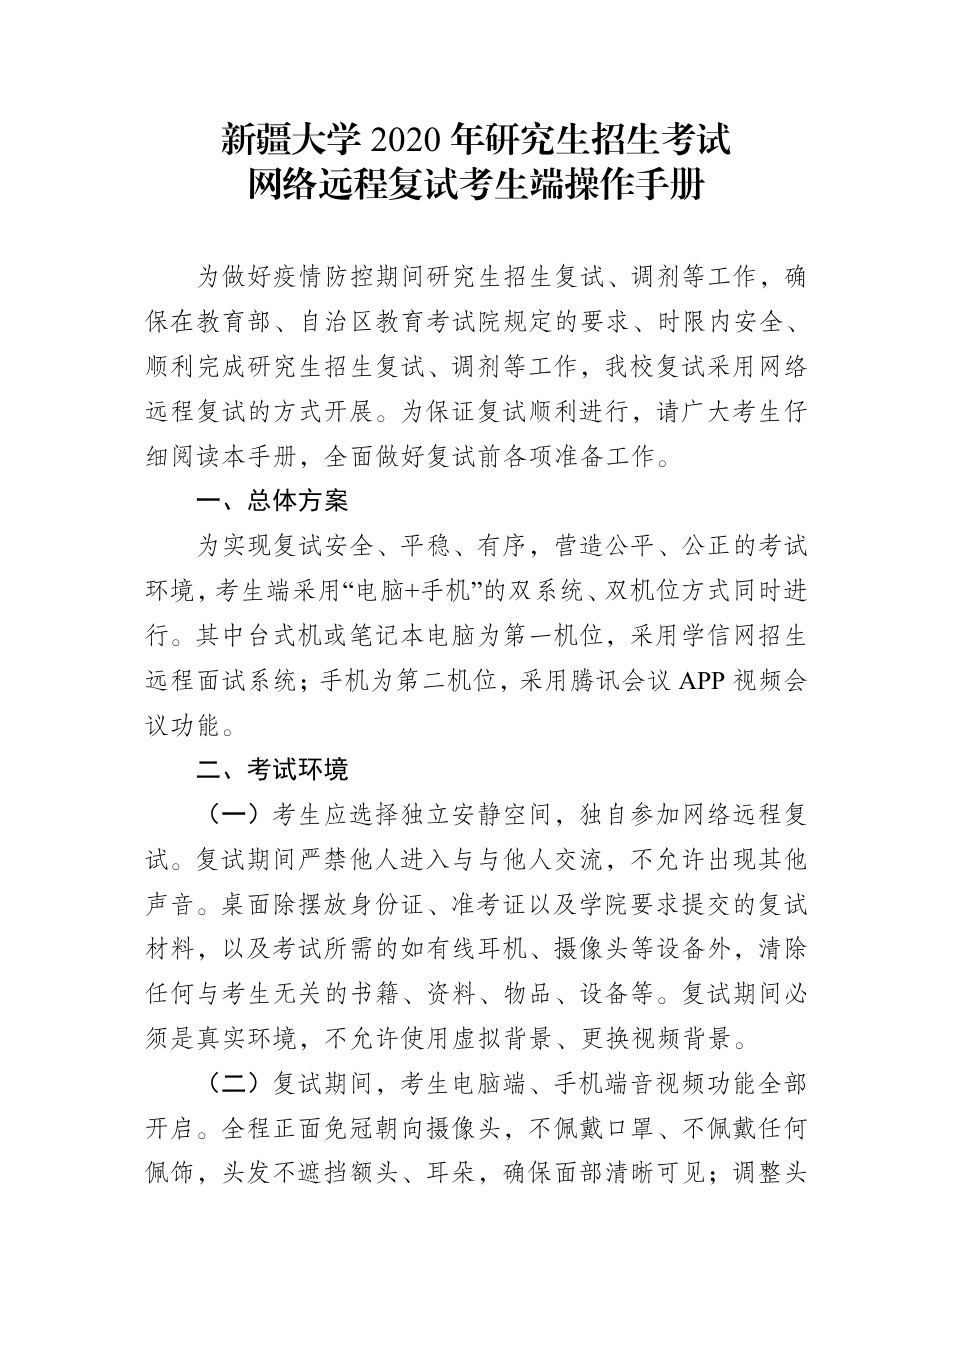 新疆大学 2020 年研究生招生考试
网络远程复试考生端操作手册
为做好疫情防控期间研究生招生复试、调剂等工作，确
保在教育部、自治区教育考试院规定的要求、时限内安全、
顺利完成研究生招生复试、调剂等工作，我校复试采用网络
远程复试的方式开展。为保证复试顺利进行，请广大考生仔
细阅读本手册，全面做好复试前各项准备工作。
一、总体方案
为实现复试安全、平稳、有序，营造公平、公正的考试
环境，考生端采用“电脑+手机”的双系统、双机位方式同时进
行。其中台式机或笔记本电脑为第一机位，采用学信网招生
远程面试系统；手机为第二机位，采用腾讯会议 APP 视频会
议功能。
二、考试环境
（一）考生应选择独立安静空间，独自参加网络远程复
试。复试期间严禁他人进入与与他人交流，不允许出现其他
声音。桌面除摆放身份证、准考证以及学院要求提交的复试
材料，以及考试所需的如有线耳机、摄像头等设备外，清除
任何与考生无关的书籍、资料、物品、设备等。复试期间必
须是真实环境，不允许使用虚拟背景、更换视频背景。
（二）复试期间，考生电脑端、手机端音视频功能全部
开启。全程正面免冠朝向摄像头，不佩戴口罩、不佩戴任何
佩饰，头发不遮挡额头、耳朵，确保面部清晰可见；调整头